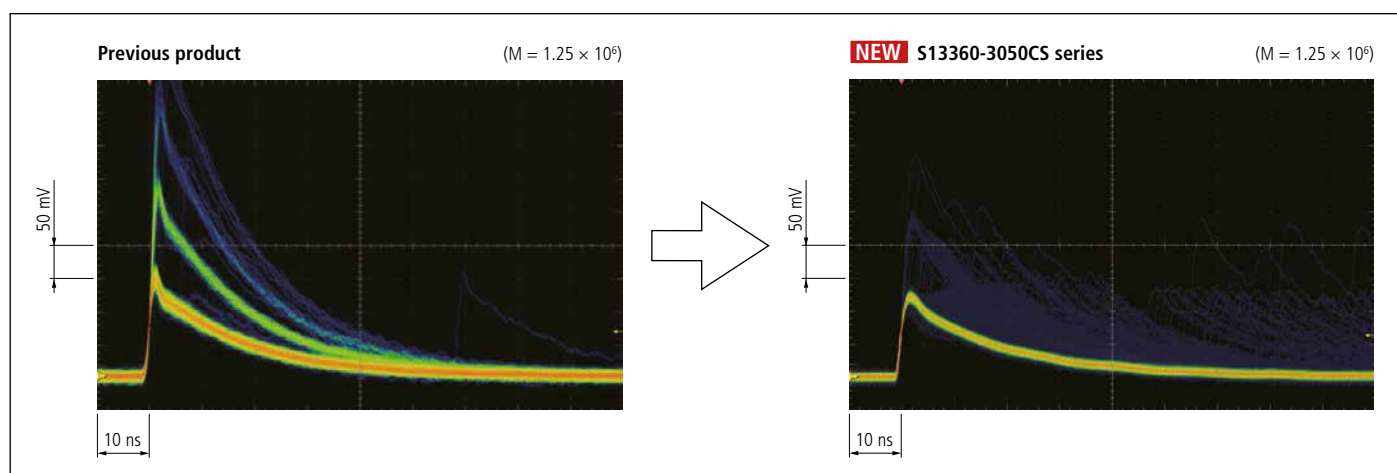 Previous product (M = 1.25 × 10⁶)
50 mV
10 ns
NEW S13360-3050CS series (M = 1.25 × 10⁶)
50 mV
10 ns